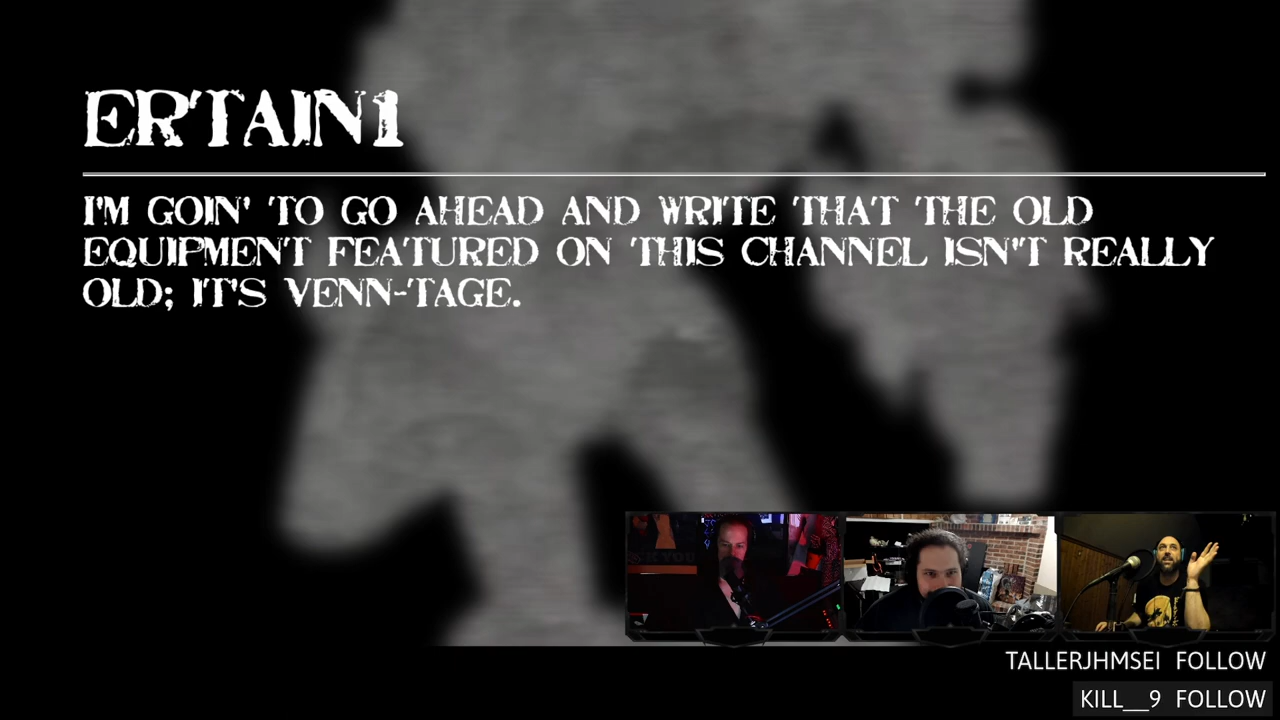 ERTAIN1
I'M GOIN' TO GO AHEAD AND WRITE THAT THE OLD
EQUIPMENT FEATURED ON THIS CHANNEL ISN'T REALLY
OLD; IT'S VENN-TAGE.
TALLERJHMSEI FOLLOW
KILL__9 FOLLOW